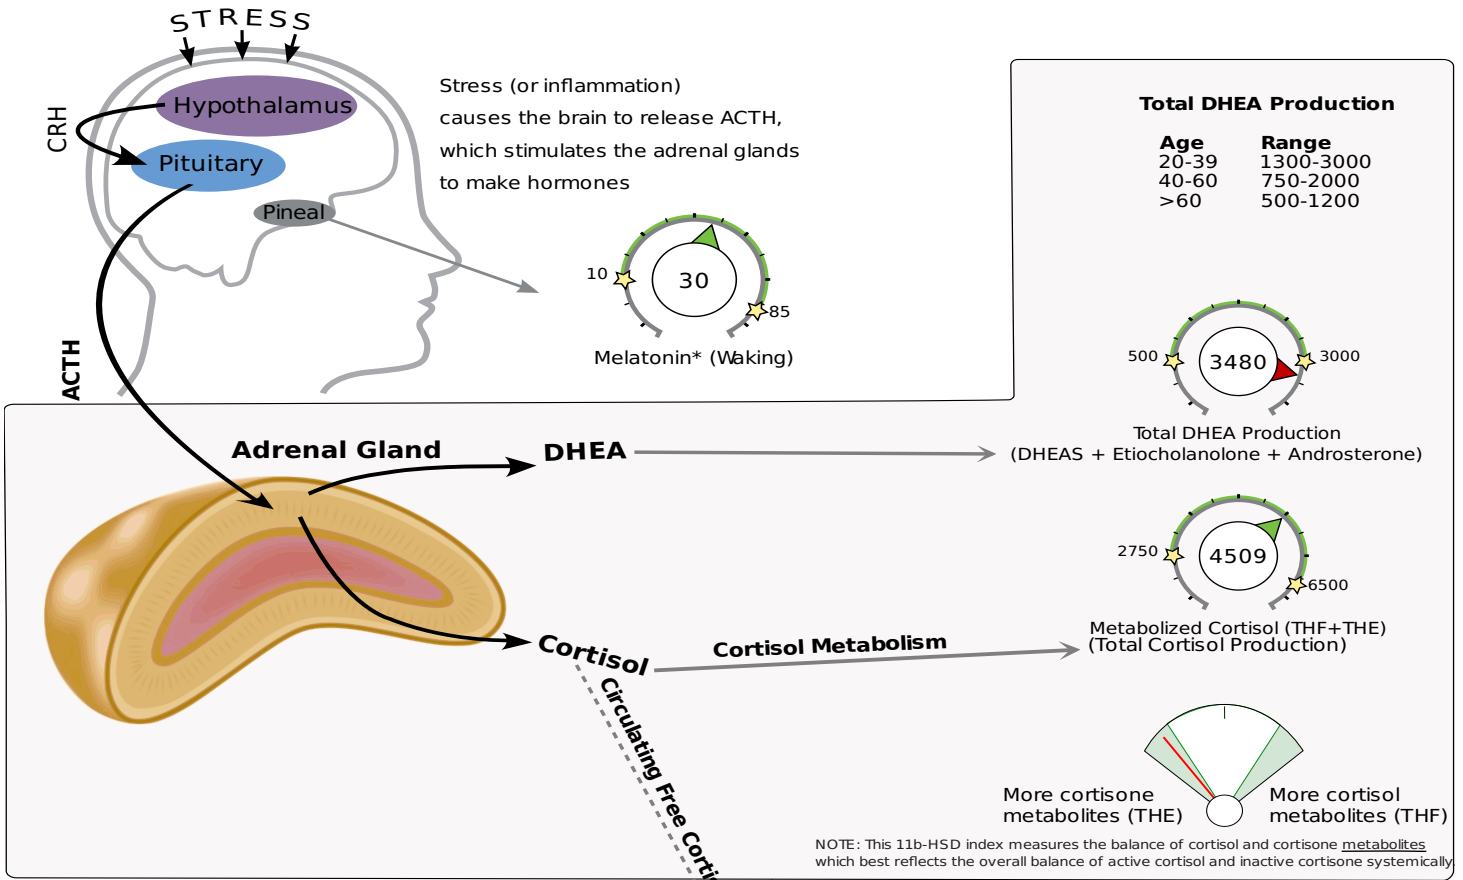 STRESS
Hypothalamus
CRH
Pituitary
Pineal
ACTH
Stress (or inflammation)
causes the brain to release ACTH,
which stimulates the adrenal glands
to make hormones
10
30
85
Melatonin* (Waking)
Total DHEA Production
Age Range
20-39 1300-3000
40-60 750-2000
>60 500-1200
500
3480
3000
Total DHEA Production
(DHEAS + Etiocholanolone + Androsterone)
Adrenal Gland
DHEA
2750
4509
6500
Metabolized Cortisol (THF+THE)
(Total Cortisol Production)
Cortisol
Cortisol Metabolism
Circulating Free Corti
More cortisone
metabolites (THE)
More cortisol
metabolites (THF)
NOTE: This 11b-HSD index measures the balance of cortisol and cortisone metabolites
which best reflects the overall balance of active cortisol and inactive cortisone systemically.